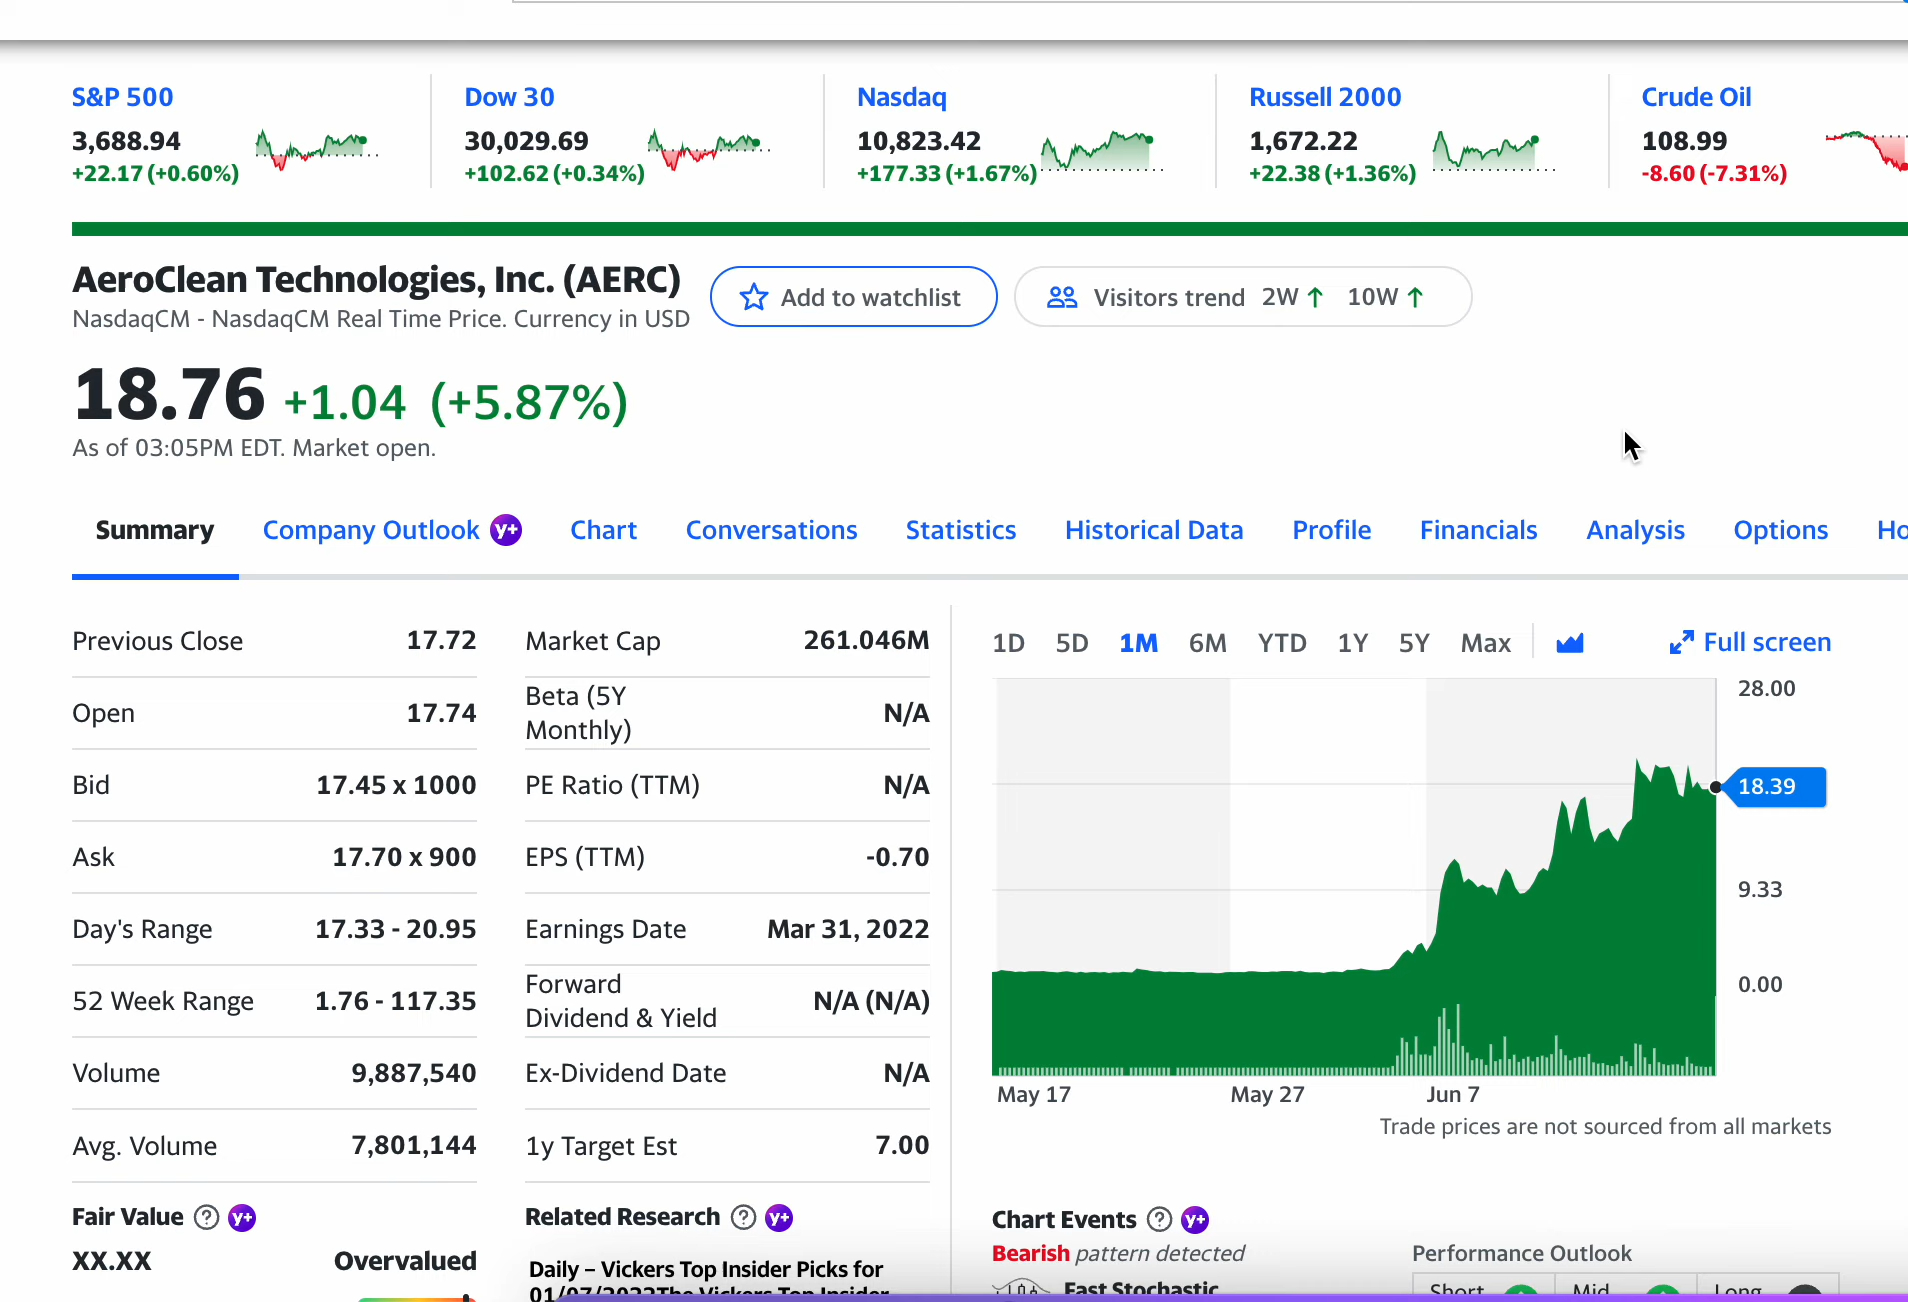 S&P 500
3,688.94
+22.17 (+0.60%)
Dow 30
30,029.69
+102.62 (+0.34%)
Nasdaq
10,823.42
+177.33 (+1.67%)
Russell 2000
1,672.22
+22.38 (+1.36%)
Crude Oil
108.99
-8.60 (-7.31%)
AeroClean Technologies, Inc. (AERC)
NasdaqCM - NasdaqCM Real Time Price. Currency in USD
Add to watchlist
Visitors trend 2W ↑ 10W ↑
18.76 +1.04 (+5.87%)
As of 03:05PM EDT. Market open.
Summary Company Outlook y+ Chart Conversations Statistics Historical Data Profile Financials Analysis Options Ho
Previous Close 17.72
Open 17.74
Bid 17.45 x 1000
Ask 17.70 x 900
Day's Range 17.33 - 20.95
52 Week Range 1.76 - 117.35
Volume 9,887,540
Avg. Volume 7,801,144
Market Cap 261.046M
Beta (5Y
Monthly) N/A
PE Ratio (TTM) N/A
EPS (TTM) -0.70
Earnings Date Mar 31, 2022
Forward
Dividend & Yield N/A (N/A)
Ex-Dividend Date N/A
1y Target Est 7.00
1D 5D 1M 6M YTD 1Y 5Y Max Full screen
28.00
18.39
9.33
0.00
May 17 May 27 Jun 7
Trade prices are not sourced from all markets
Fair Value ? y+
XX.XX Overvalued
Related Research ? y+
Daily – Vickers Top Insider Picks for
01/07/2022The Vickers Top Insider
Chart Events ? y+
Bearish pattern detected
Fast Stochastic
Performance Outlook
Short Mid Long